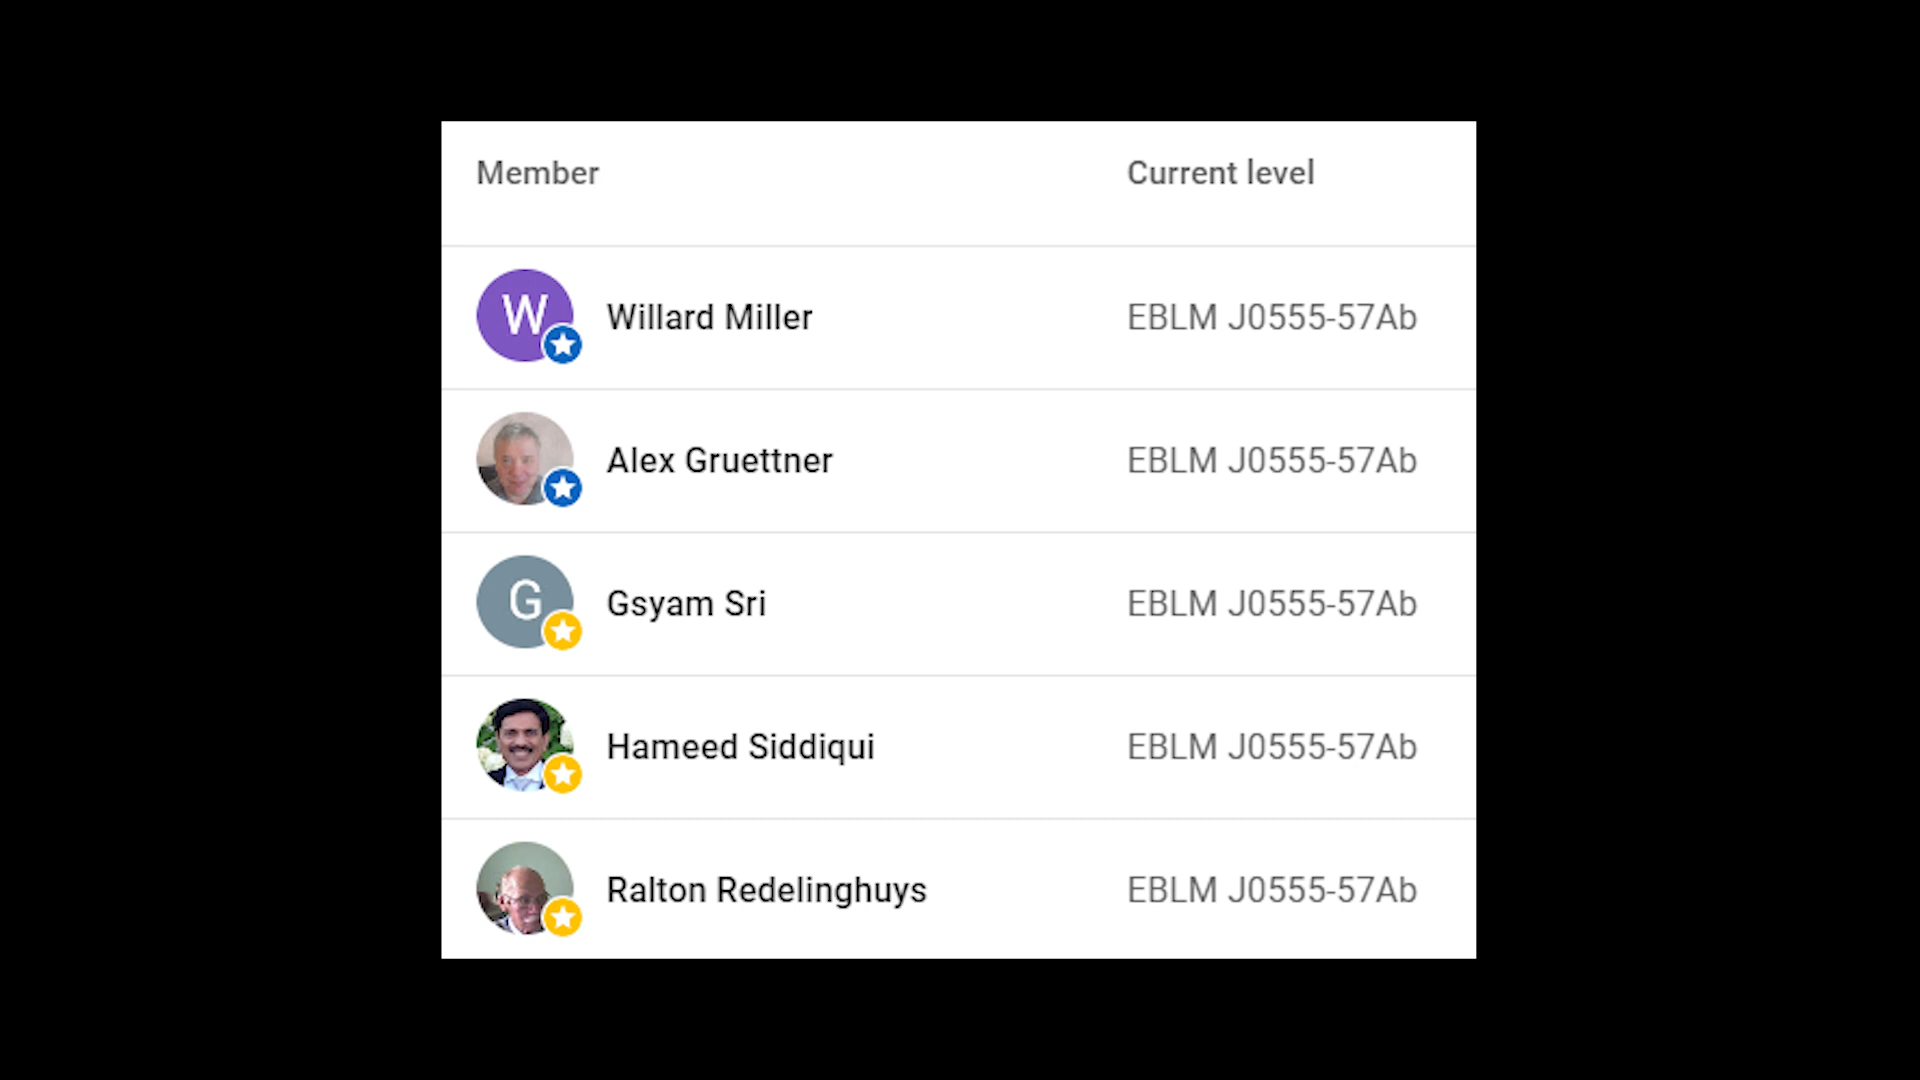 Member Current level
W Willard Miller EBLM J0555-57Ab
Alex Gruettner EBLM J0555-57Ab
G Gsyam Sri EBLM J0555-57Ab
Hameed Siddiqui EBLM J0555-57Ab
Ralton Redelinghuys EBLM J0555-57Ab